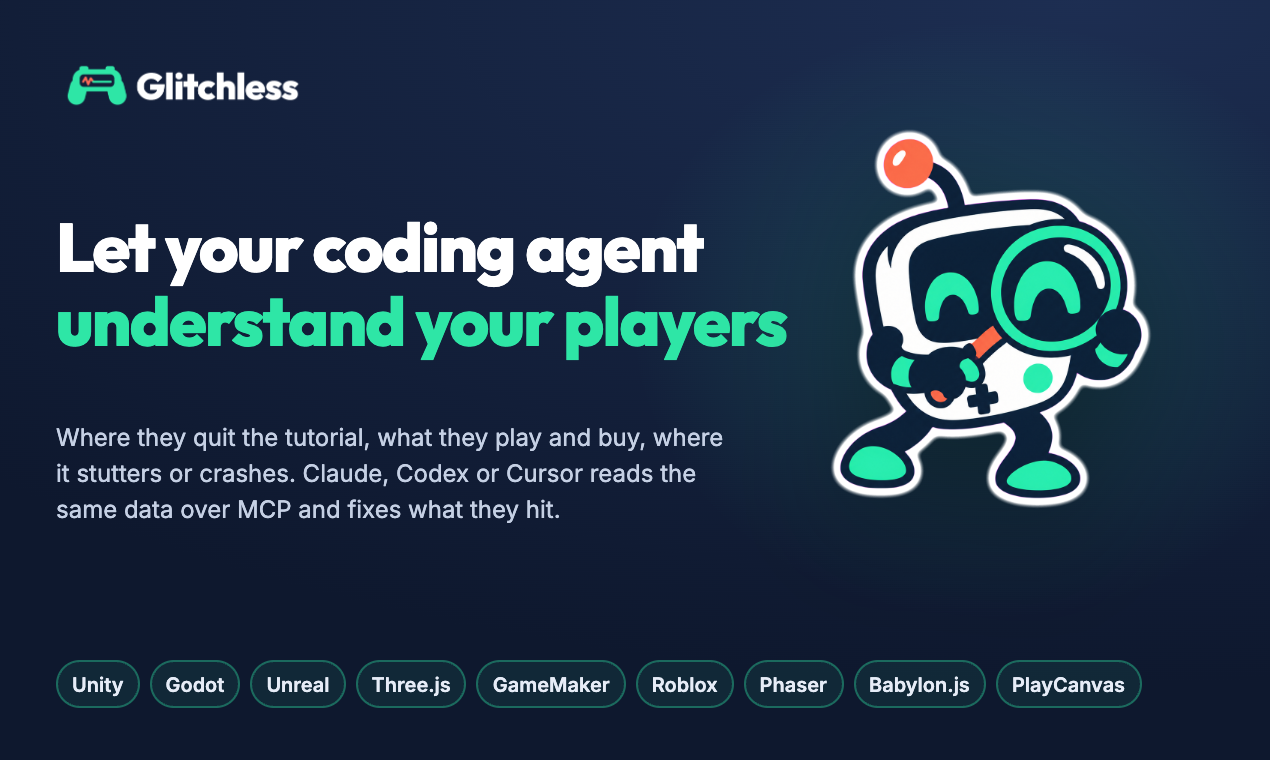 Glitchless
Let your coding agent
understand your players
Where they quit the tutorial, what they play and buy, where
it stutters or crashes. Claude, Codex or Cursor reads the
same data over MCP and fixes what they hit.
Unity Godot Unreal Three.js GameMaker Roblox Phaser Babylon.js PlayCanvas